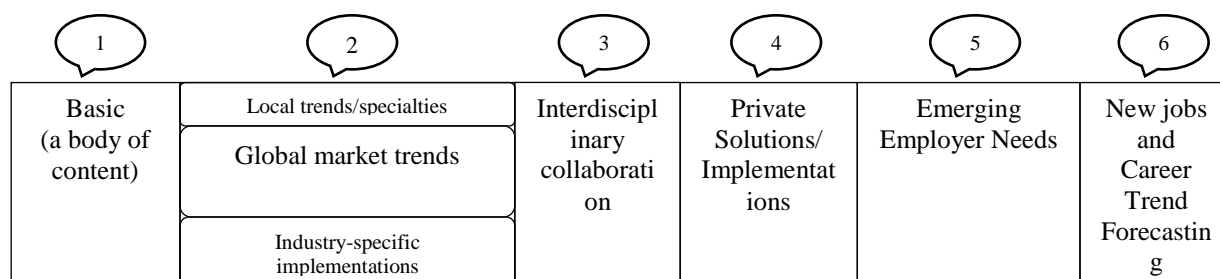 1
2
3
4
5
6
Basic
(a body of
content)
Local trends/specialties
Global market trends
Industry-specific
implementations
Interdiscipl
inary
collaborati
on
Private
Solutions/
Implementat
ions
Emerging
Employer Needs
New jobs
and
Career
Trend
Forecastin
g